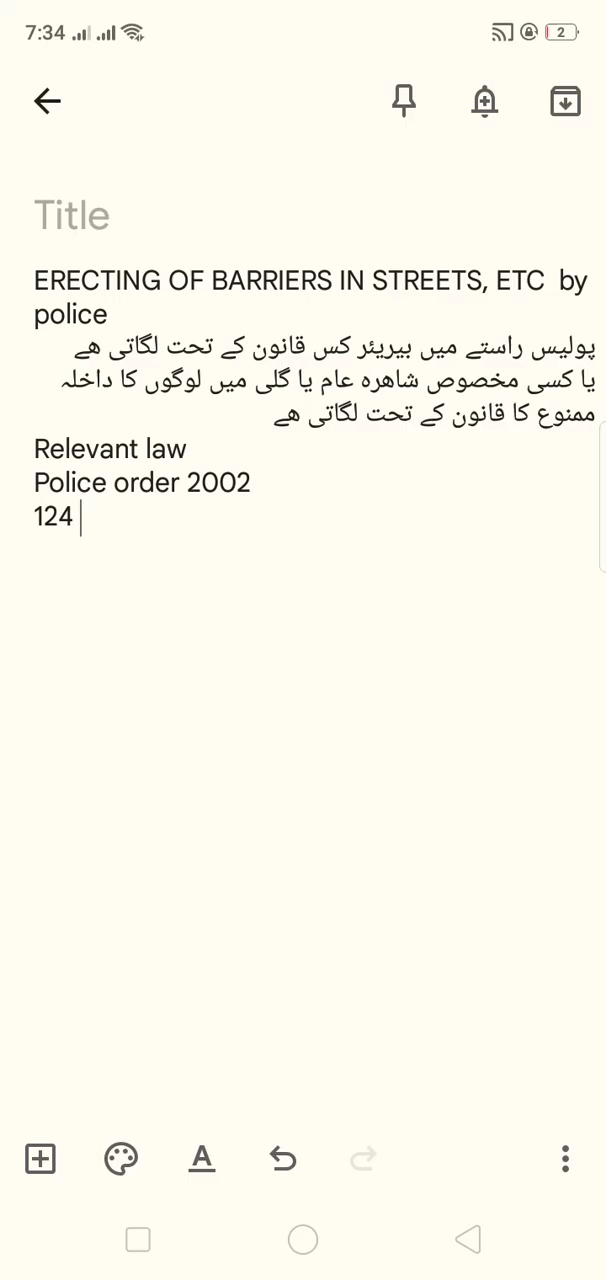 7:34
2
Title
ERECTING OF BARRIERS IN STREETS, ETC  by
police
پولیس راستے میں بیریئر کس قانون کے تحت لگاتی ھے
یا کسی مخصوص شاھرہ عام یا گلی میں لوگوں کا داخلہ
ممنوع کا قانون کے تحت لگاتی ھے
Relevant law
Police order 2002
124
A